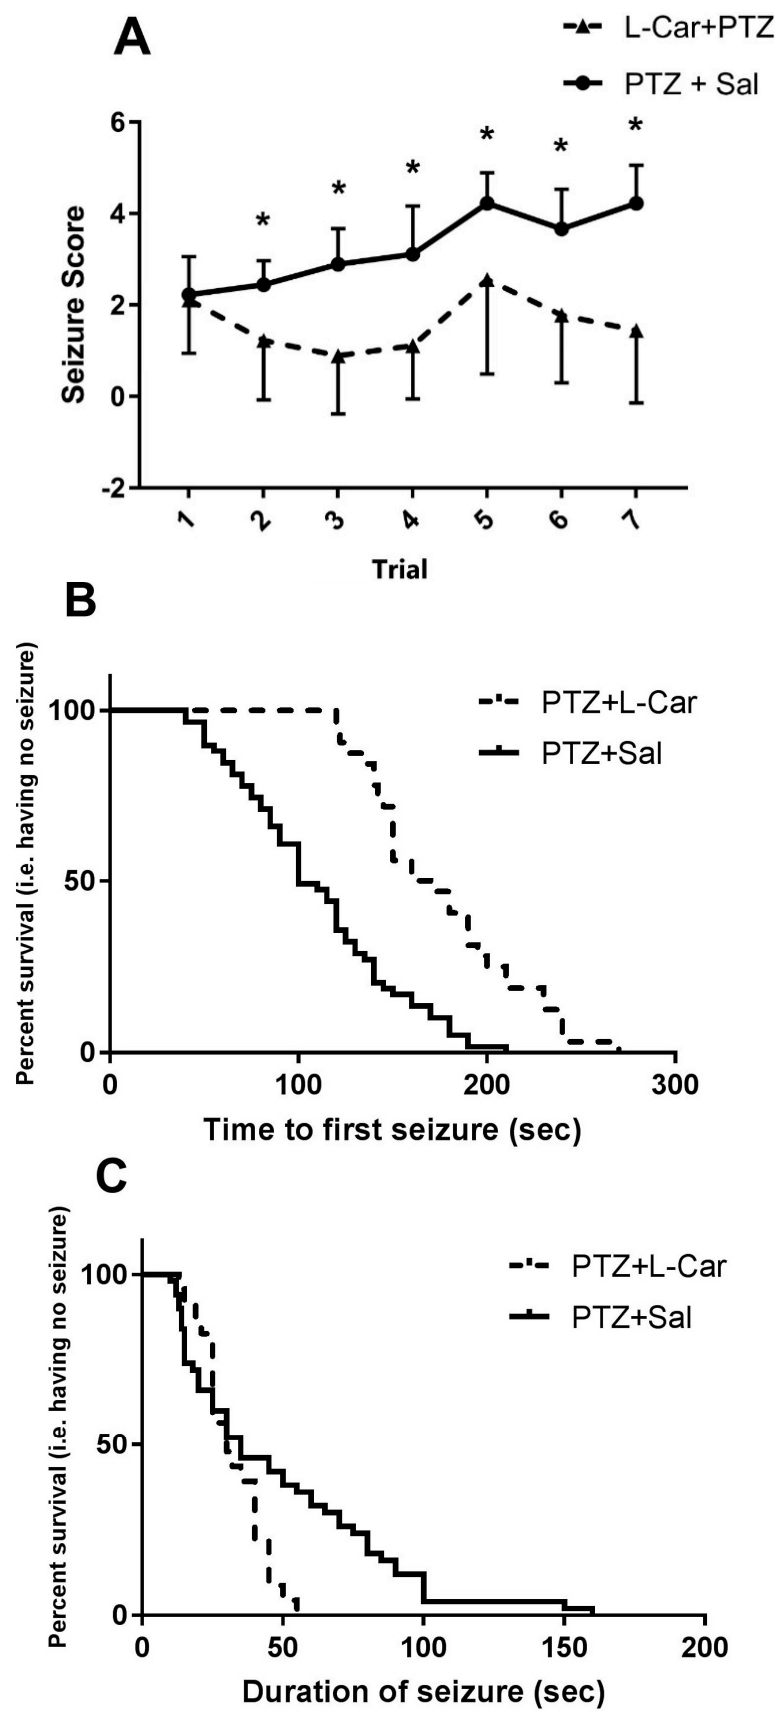 A
L-Car+PTZ
PTZ + Sal
Seizure Score
6
4
2
0
-2
* * * * * *
1 2 3 4 5 6 7
Trial
B
Percent survival (i.e. having no seizure)
100
50
0
PTZ+L-Car
PTZ+Sal
0 100 200 300
Time to first seizure (sec)
C
Percent survival (i.e. having no seizure)
100
50
0
PTZ+L-Car
PTZ+Sal
0 50 100 150 200
Duration of seizure (sec)